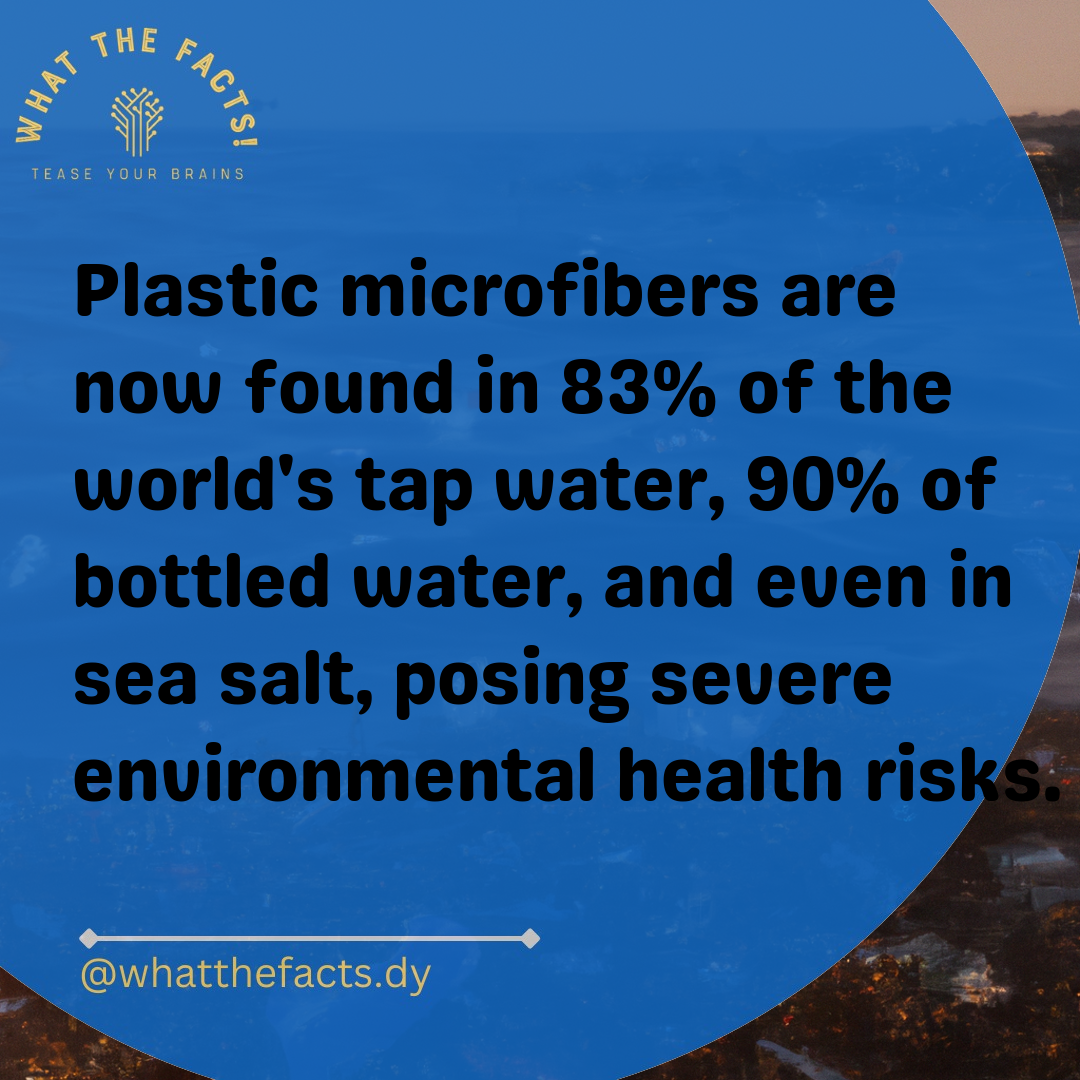 WHAT THE FACTS!
TEASE YOUR BRAINS
Plastic microfibers are
now found in 83% of the
world's tap water, 90% of
bottled water, and even in
sea salt, posing severe
environmental health risks.
@whatthefacts.dy